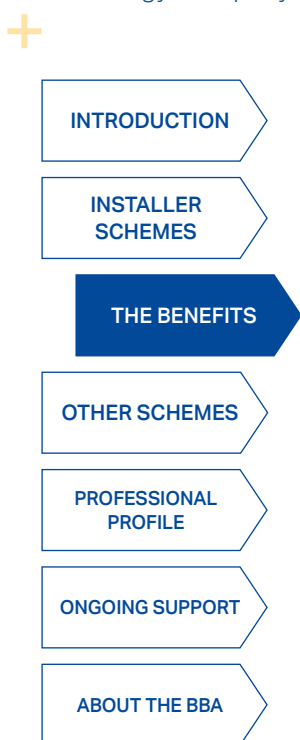 INTRODUCTION
INSTALLER
SCHEMES
THE BENEFITS
OTHER SCHEMES
PROFESSIONAL
PROFILE
ONGOING SUPPORT
ABOUT THE BBA